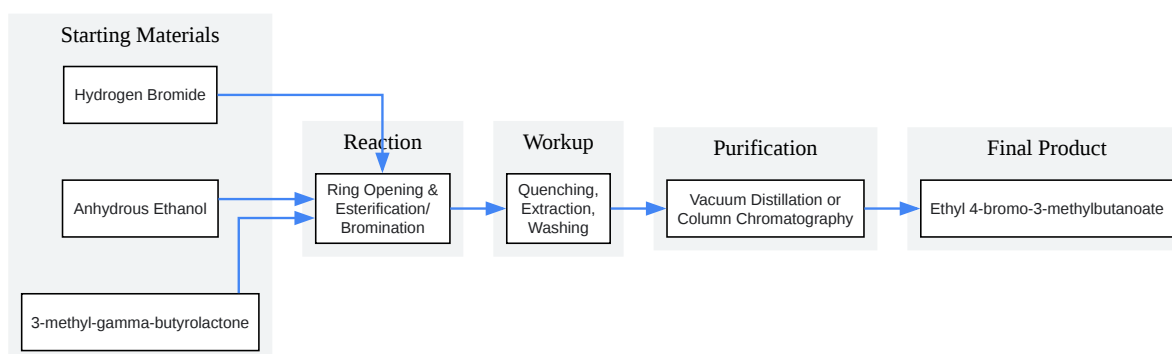 Starting Materials
Hydrogen Bromide
Anhydrous Ethanol
3-methyl-gamma-butyrolactone
Reaction
Ring Opening &
Esterification/
Bromination
Workup
Quenching,
Extraction,
Washing
Purification
Vacuum Distillation or
Column Chromatography
Final Product
Ethyl 4-bromo-3-methylbutanoate